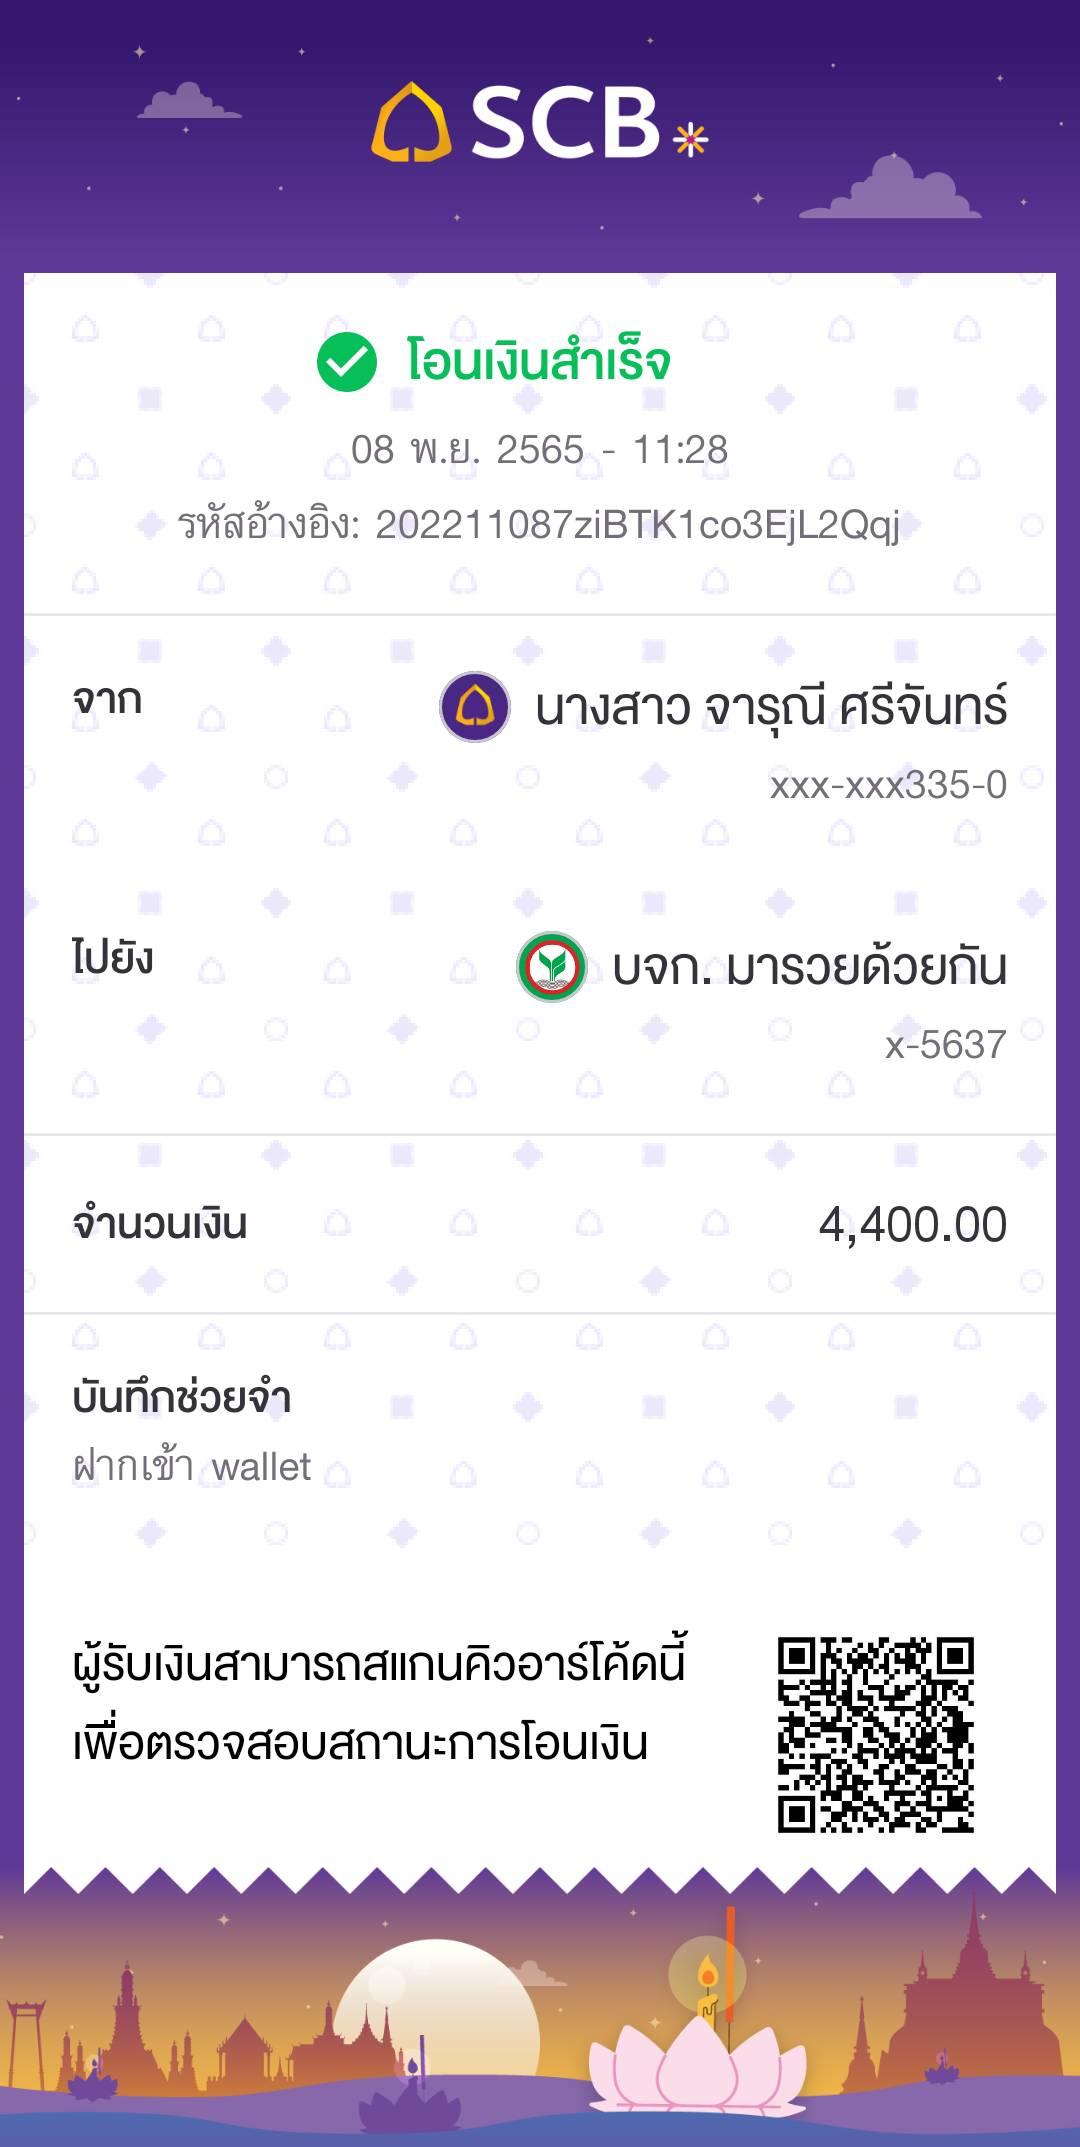 SCB
โอนเงินสำเร็จ
08 พ.ย. 2565 - 11:28
รหัสอ้างอิง: 202211087ziBTK1co3EjL2Qqj
จาก
นางสาว จารุณี ศรีจันทร์
xxx-xxx335-0
ไปยัง
บจก. มารวยด้วยกัน
x-5637
จำนวนเงิน
4,400.00
บันทึกช่วยจำ
ฝากเข้า wallet
ผู้รับเงินสามารถสแกนคิวอาร์โค้ดนี้
เพื่อตรวจสอบสถานะการโอนเงิน